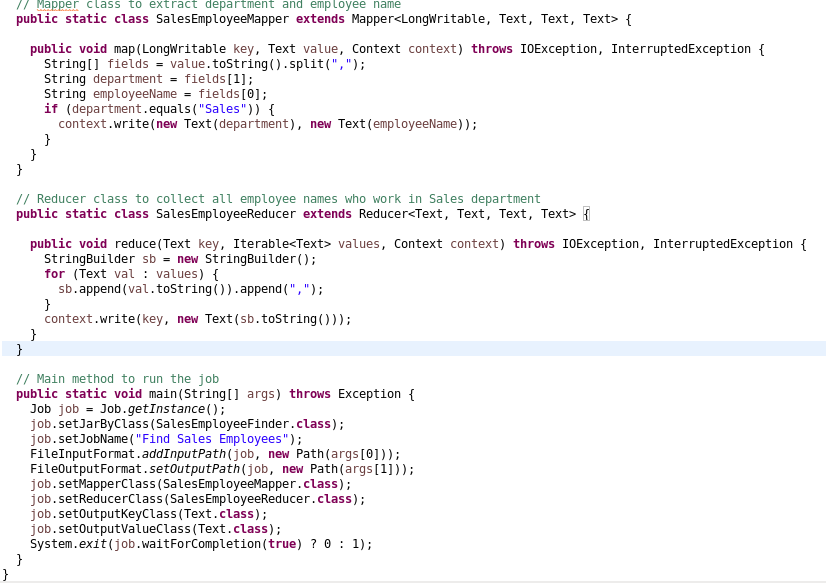 // Mapper class to extract department and employee name
public static class SalesEmployeeMapper extends Mapper<LongWritable, Text, Text, Text> {
public void map(LongWritable key, Text value, Context context) throws IOException, InterruptedException {
String[] fields = value.toString().split(",");
String department = fields[1];
String employeeName = fields[0];
if (department.equals("Sales")) {
context.write(new Text(department), new Text(employeeName));
}
}
}
// Reducer class to collect all employee names who work in Sales department
public static class SalesEmployeeReducer extends Reducer<Text, Text, Text, Text> {
public void reduce(Text key, Iterable<Text> values, Context context) throws IOException, InterruptedException {
StringBuilder sb = new StringBuilder();
for (Text val : values) {
sb.append(val.toString()).append(",");
}
context.write(key, new Text(sb.toString()));
}
}
// Main method to run the job
public static void main(String[] args) throws Exception {
Job job = Job.getInstance();
job.setJarByClass(SalesEmployeeFinder.class);
job.setJobName("Find Sales Employees");
FileInputFormat.addInputPath(job, new Path(args[0]));
FileOutputFormat.setOutputPath(job, new Path(args[1]));
job.setMapperClass(SalesEmployeeMapper.class);
job.setReducerClass(SalesEmployeeReducer.class);
job.setOutputKeyClass(Text.class);
job.setOutputValueClass(Text.class);
System.exit(job.waitForCompletion(true) ? 0 : 1);
}
}